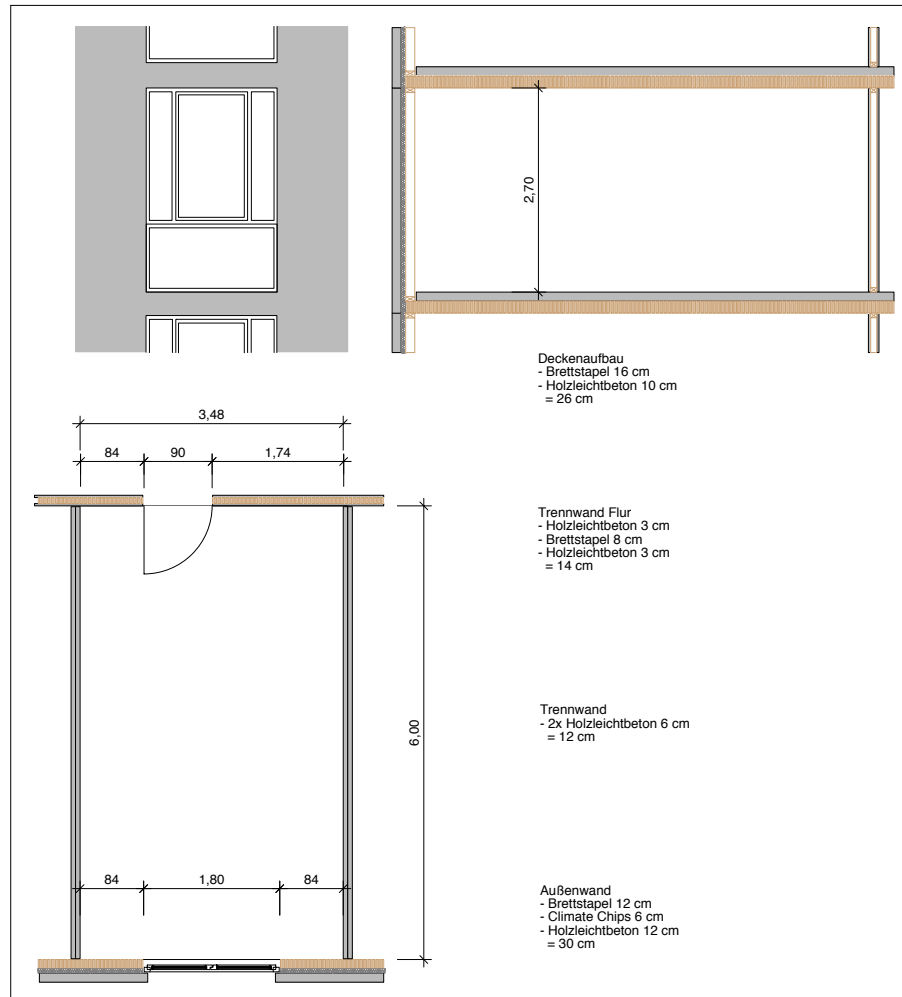 2,70
Deckenaufbau
- Brettstapel 16 cm
- Holzleichtbeton 10 cm
= 26 cm
3,48
84 90 1,74
Trennwand Flur
- Holzleichtbeton 3 cm
- Brettstapel 8 cm
- Holzleichtbeton 3 cm
= 14 cm
6,00
Trennwand
- 2x Holzleichtbeton 6 cm
= 12 cm
84 1,80 84
Außenwand
- Brettstapel 12 cm
- Climate Chips 6 cm
- Holzleichtbeton 12 cm
= 30 cm